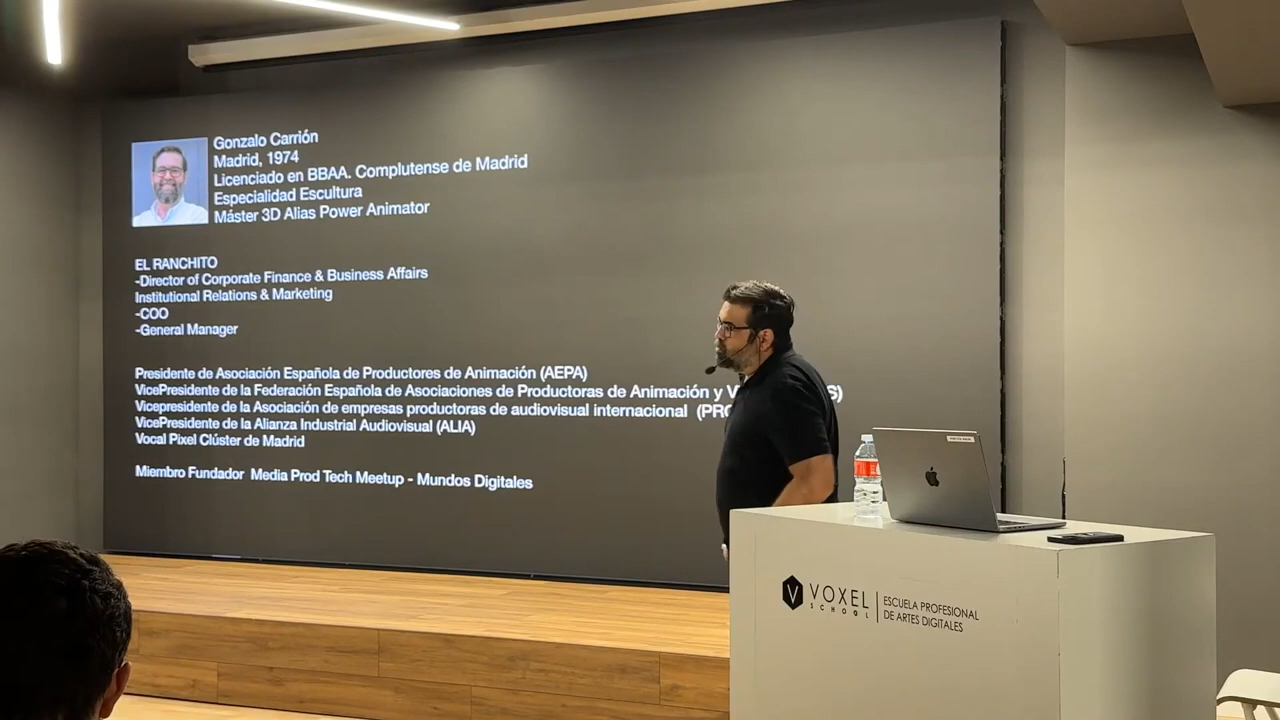 Gonzalo Carrión
Madrid, 1974
Licenciado en BBAA. Complutense de Madrid
Especialidad Escultura
Máster 3D Alias Power Animator
EL RANCHITO
-Director of Corporate Finance & Business Affairs
Institutional Relations & Marketing
-COO
-General Manager
Presidente de Asociación Española de Productores de Animación (AEPA)
VicePresidente de la Federación Española de Asociaciones de Productoras de Animación y
Vicepresidente de la Asociación de empresas productoras de audiovisual internacional
VicePresidente de la Alianza Industrial Audiovisual (ALIA)
Vocal Pixel Clúster de Madrid
Miembro Fundador Media Prod Tech Meetup - Mundos Digitales
VOXEL
SCHOOL
ESCUELA PROFESIONAL
DE ARTES DIGITALES